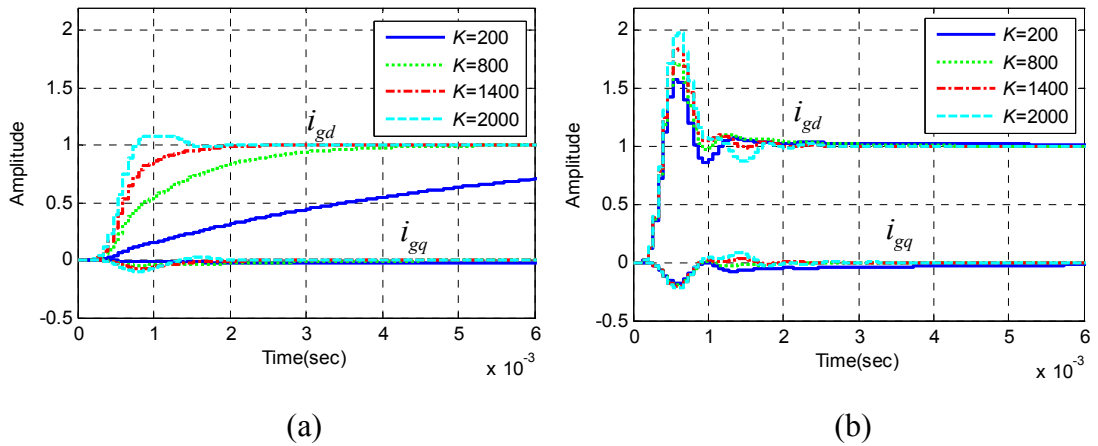 2
1.5
1
0.5
0
-0.5
Amplitude
K=200
K=800
K=1400
K=2000
igd
igq
0 1 2 3 4 5 6
Time(sec)
x 10-3
(a)
2
1.5
1
0.5
0
-0.5
Amplitude
K=200
K=800
K=1400
K=2000
igd
igq
0 1 2 3 4 5 6
Time(sec)
x 10-3
(b)